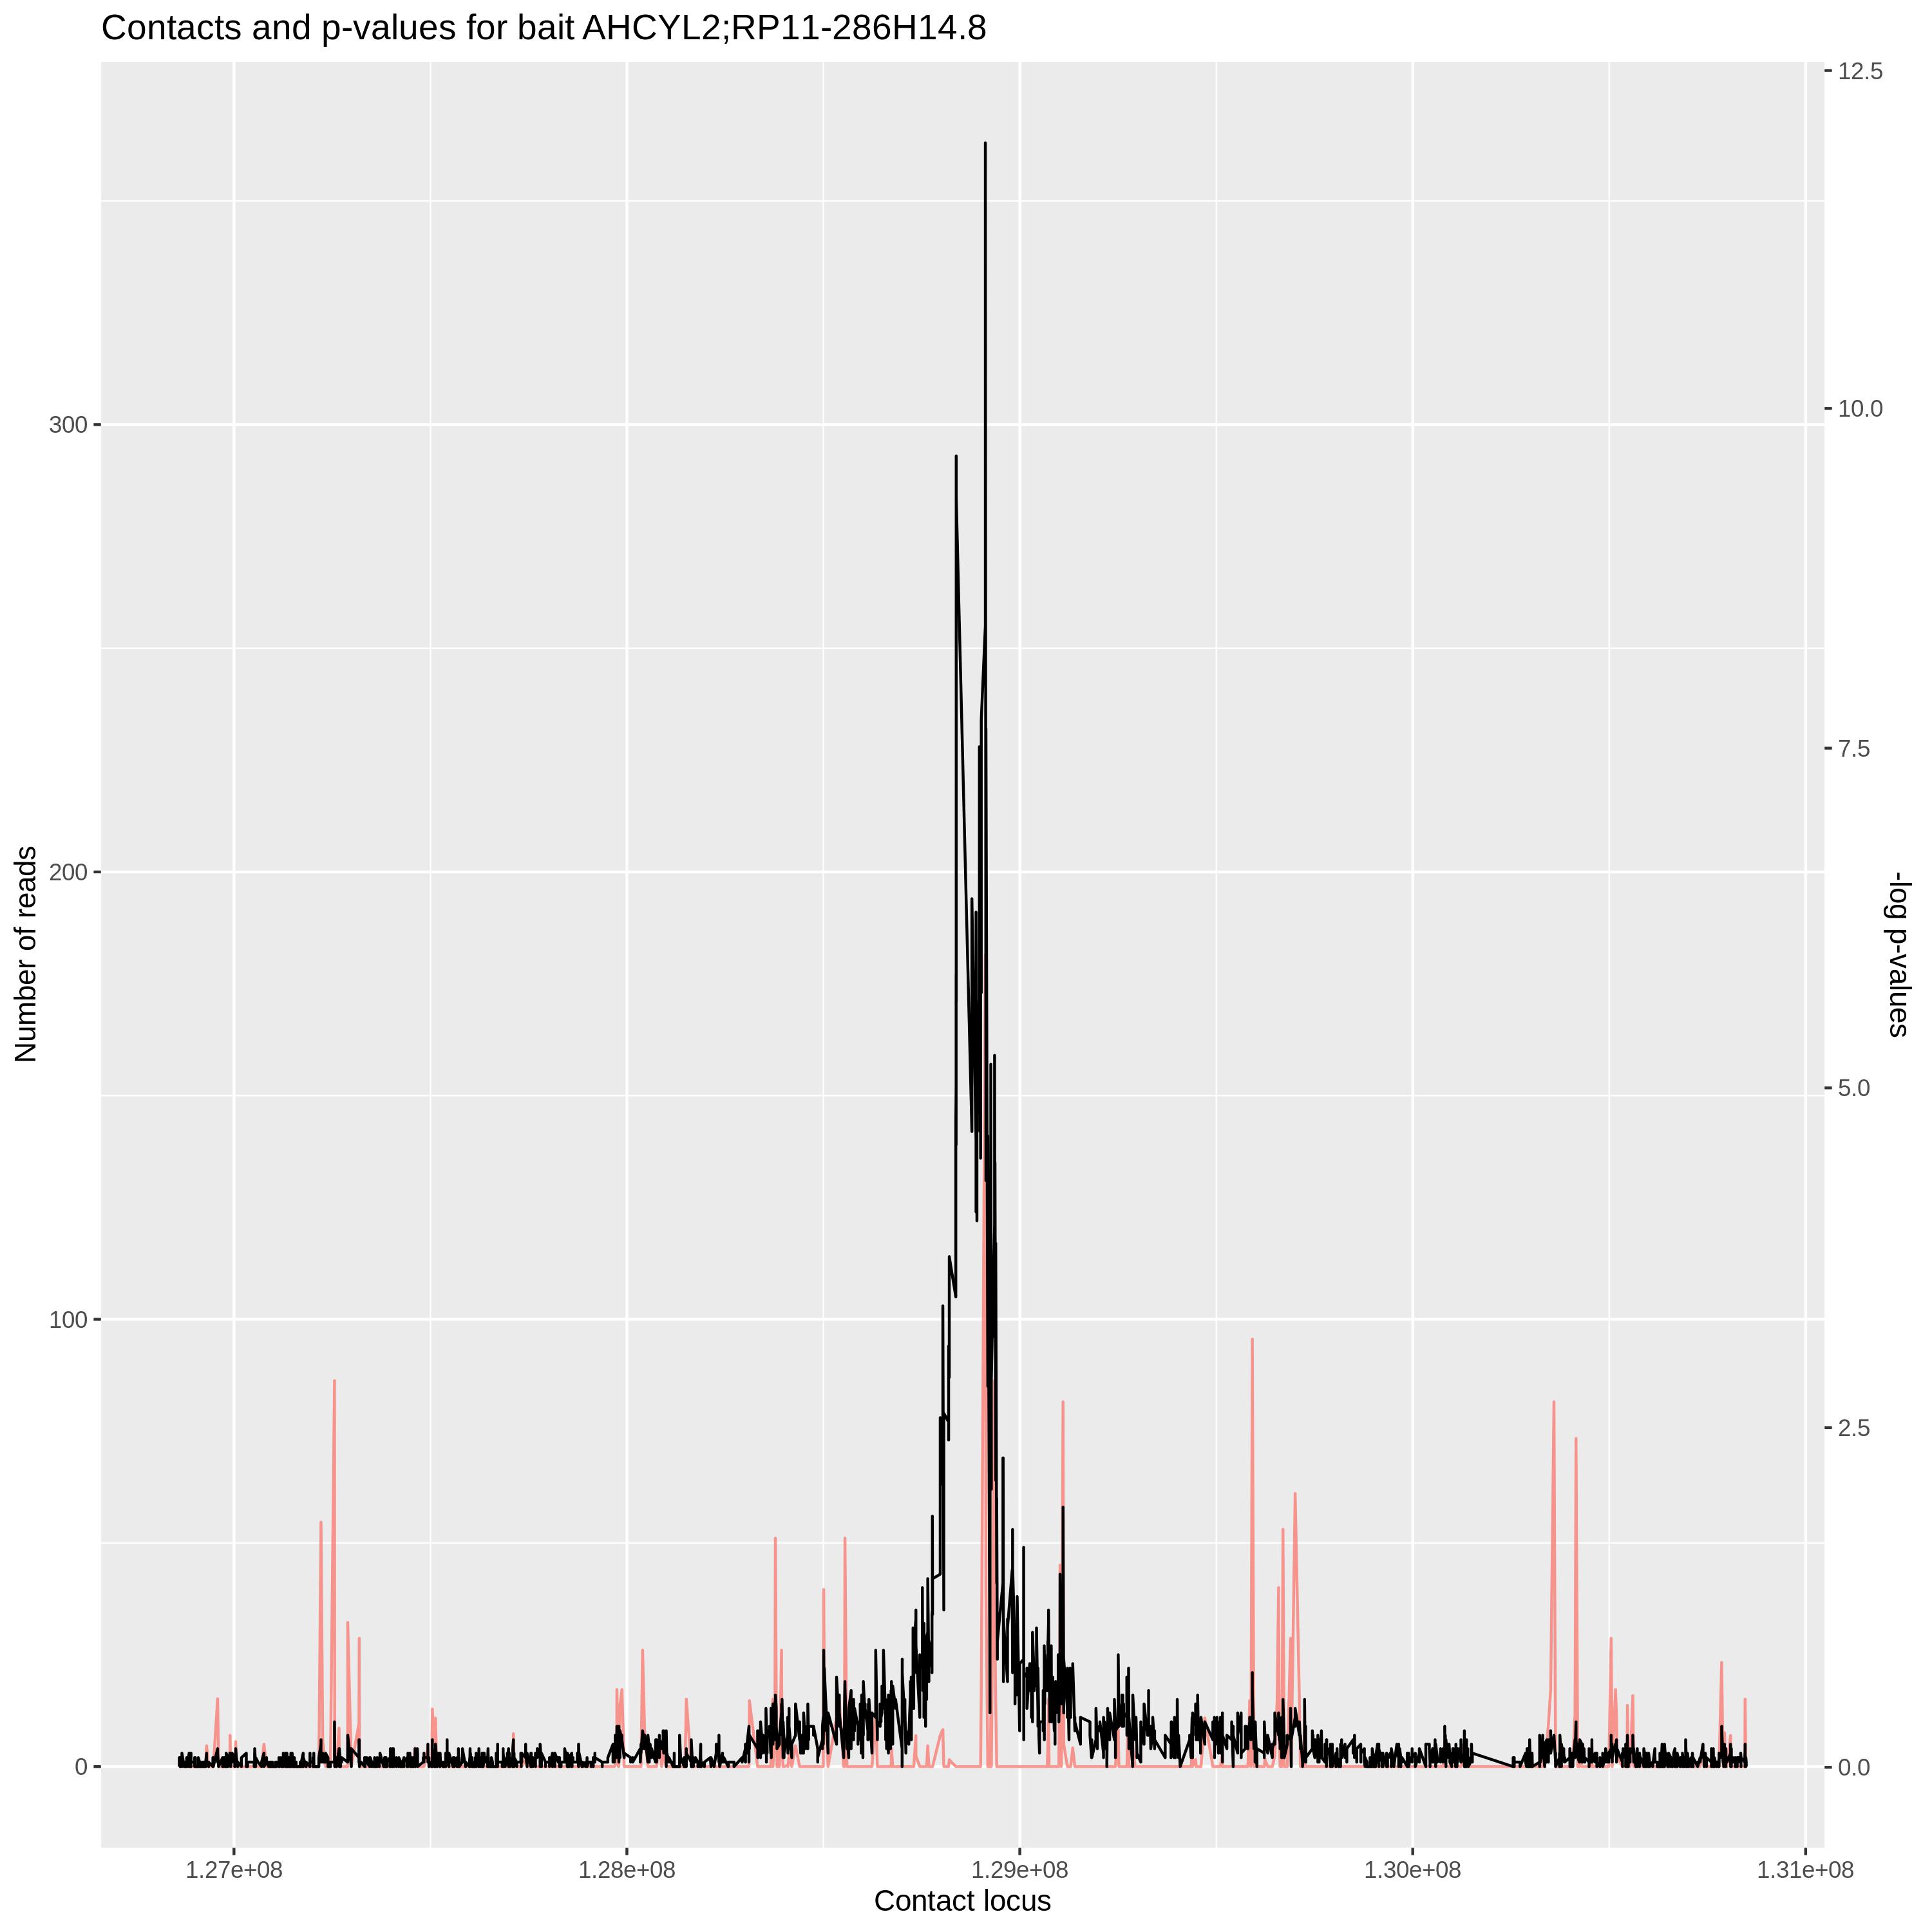 Contacts and p-values for bait AHCYL2;RP11-286H14.8
Number of reads
300
200
100
0
12.5
10.0
7.5
5.0
2.5
0.0
-log p-values
1.27e+08 1.28e+08 1.29e+08 1.30e+08 1.31e+08
Contact locus